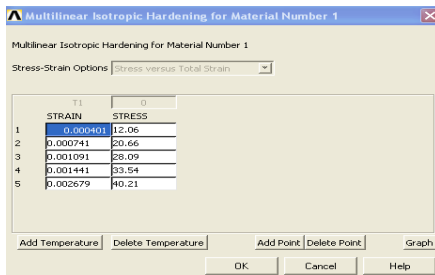 Multilinear Isotropic Hardening for Material Number 1
Multilinear Isotropic Hardening for Material Number 1
Stress-Strain Options Stress versus Total Strain
T1 0
STRAIN STRESS
1 0.000401 12.06
2 0.000741 20.66
3 0.001091 28.09
4 0.001441 33.54
5 0.002679 40.21
Add Temperature Delete Temperature Add Point Delete Point Graph
OK Cancel Help